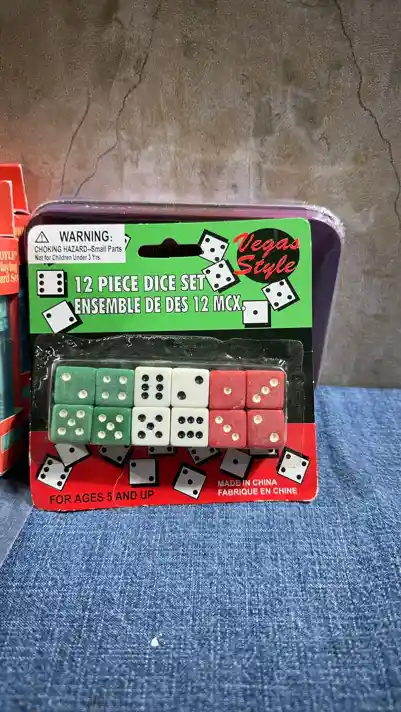 WARNING:
CHOKING HAZARD--Small Parts
Not for Children Under 3 Yrs.
Vegas
Style
12 PIECE DICE SET
ENSEMBLE DE DES 12 MCX.
FOR AGES 5 AND UP
MADE IN CHINA
FABRIQUE EN CHINE